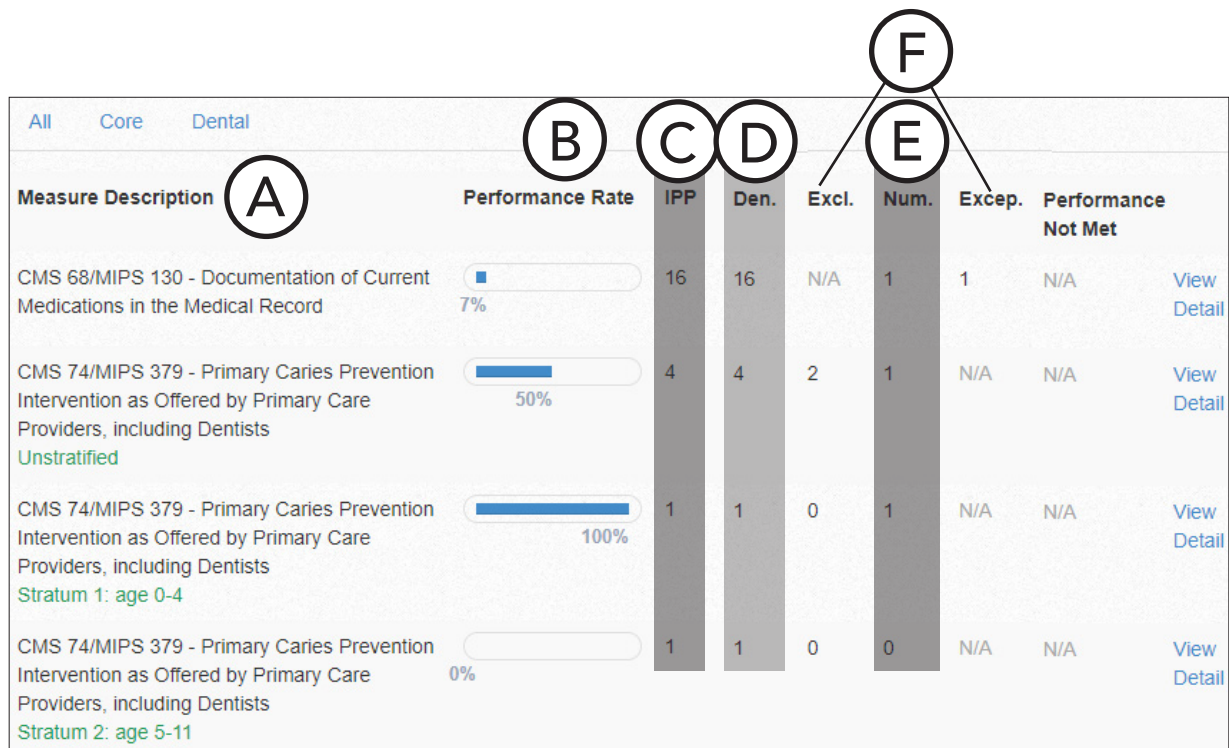 F
All Core Dental
B C D E
Measure Description A Performance Rate IPP Den. Excl. Num. Excep. Performance
Not Met
CMS 68/MIPS 130 - Documentation of Current 16 16 N/A 1 1 N/A View
Medications in the Medical Record 7% Detail
CMS 74/MIPS 379 - Primary Caries Prevention 4 4 2 1 N/A N/A View
Intervention as Offered by Primary Care 50% Detail
Providers, including Dentists
Unstratified
CMS 74/MIPS 379 - Primary Caries Prevention 1 1 0 1 N/A N/A View
Intervention as Offered by Primary Care 100% Detail
Providers, including Dentists
Stratum 1: age 0-4
CMS 74/MIPS 379 - Primary Caries Prevention 1 1 0 0 N/A N/A View
Intervention as Offered by Primary Care 0% Detail
Providers, including Dentists
Stratum 2: age 5-11